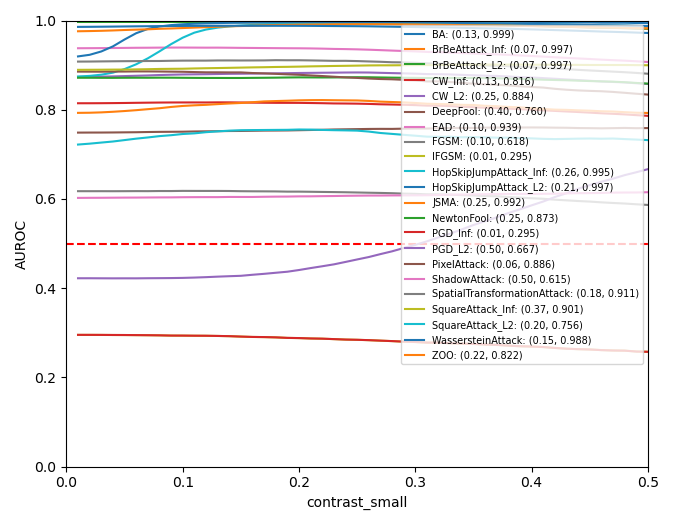 1.0
0.8
0.6
0.4
0.2
0.0
AUROC
0.0
0.1
0.2
0.3
0.4
0.5
contrast_small
BA: (0.13, 0.999)
BrBeAttack_Inf: (0.07, 0.997)
BrBeAttack_L2: (0.07, 0.997)
CW_Inf: (0.13, 0.816)
CW_L2: (0.25, 0.884)
DeepFool: (0.40, 0.760)
EAD: (0.10, 0.939)
FGSM: (0.10, 0.618)
IFGSM: (0.01, 0.295)
HopSkipJumpAttack_Inf: (0.26, 0.995)
HopSkipJumpAttack_L2: (0.21, 0.997)
JSMA: (0.25, 0.992)
NewtonFool: (0.25, 0.873)
PGD_Inf: (0.01, 0.295)
PGD_L2: (0.50, 0.667)
PixelAttack: (0.06, 0.886)
ShadowAttack: (0.50, 0.615)
SpatialTransformationAttack: (0.18, 0.911)
SquareAttack_Inf: (0.37, 0.901)
SquareAttack_L2: (0.20, 0.756)
WassersteinAttack: (0.15, 0.988)
ZOO: (0.22, 0.822)